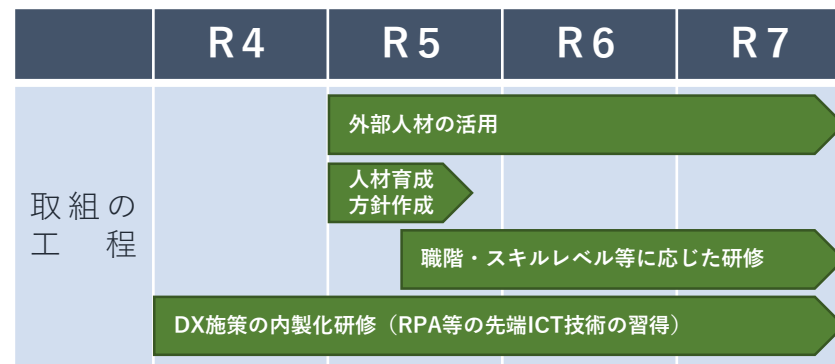 R4 R5 R6 R7
取組の
工程
外部人材の活用
人材育成
方針作成
職階・スキルレベル等に応じた研修
DX施策の内製化研修（RPA等の先端ICT技術の習得）